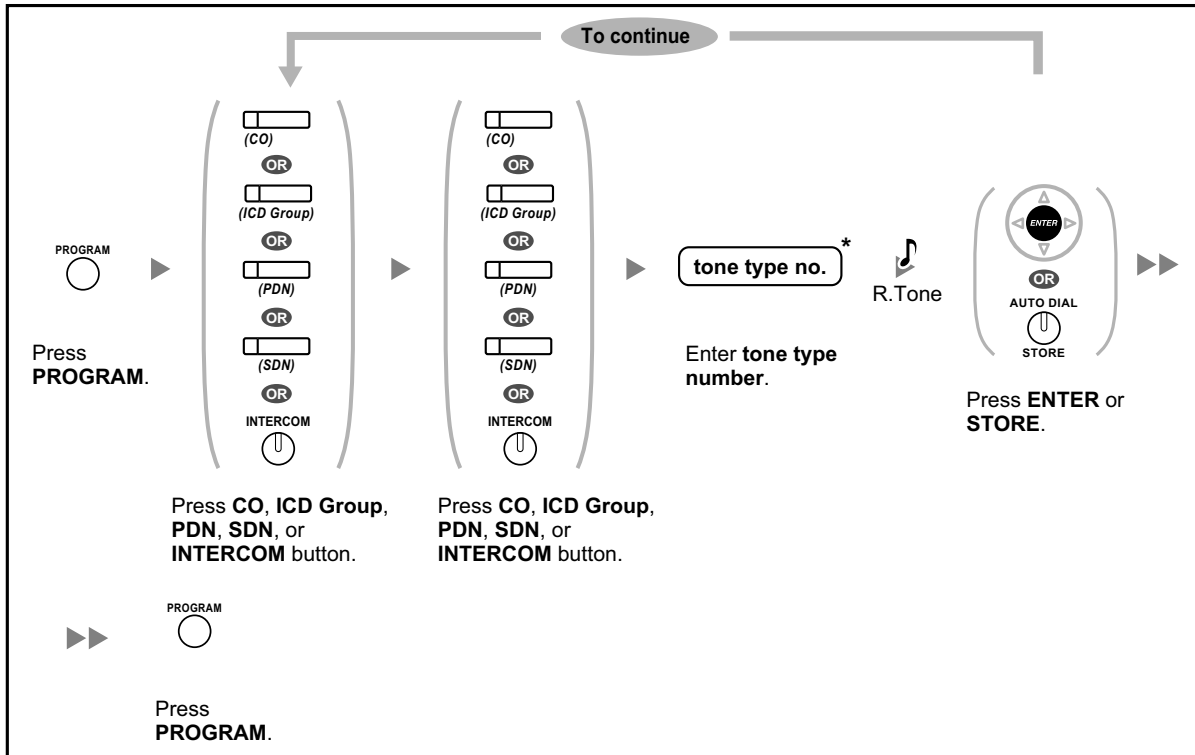 To continue
PROGRAM
Press
PROGRAM.
(CO)
OR
(ICD Group)
OR
(PDN)
OR
(SDN)
OR
INTERCOM
Press CO, ICD Group,
PDN, SDN, or
INTERCOM button.
(CO)
OR
(ICD Group)
OR
(PDN)
OR
(SDN)
OR
INTERCOM
Press CO, ICD Group,
PDN, SDN, or
INTERCOM button.
tone type no.*
Enter tone type
number.
R.Tone
ENTER
OR
AUTO DIAL
STORE
Press ENTER or
STORE.
PROGRAM
Press
PROGRAM.